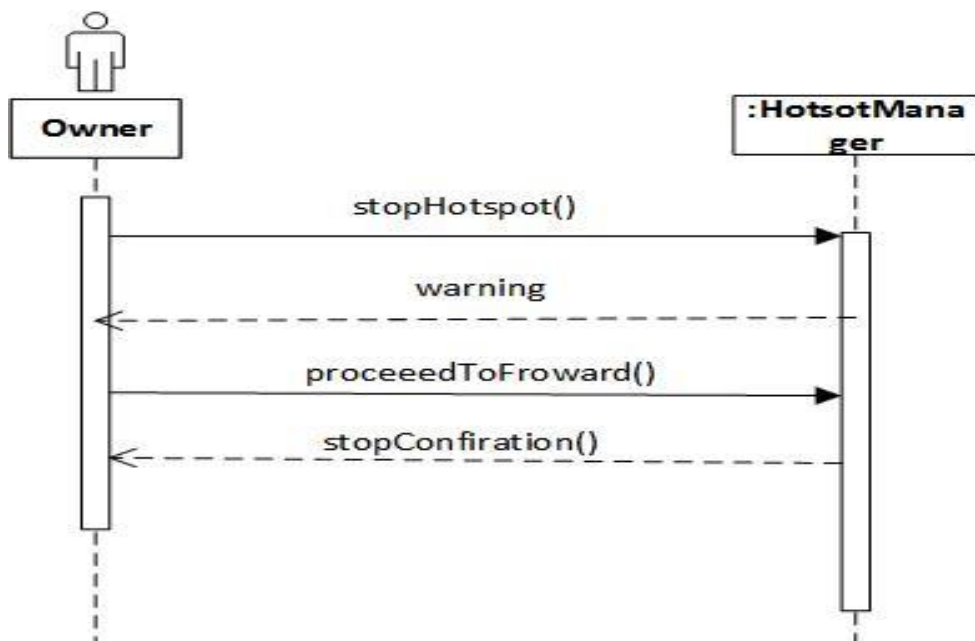 Owner
:HotsotMana
ger
stopHotspot()
warning
proceeedToFroward()
stopConfiration()